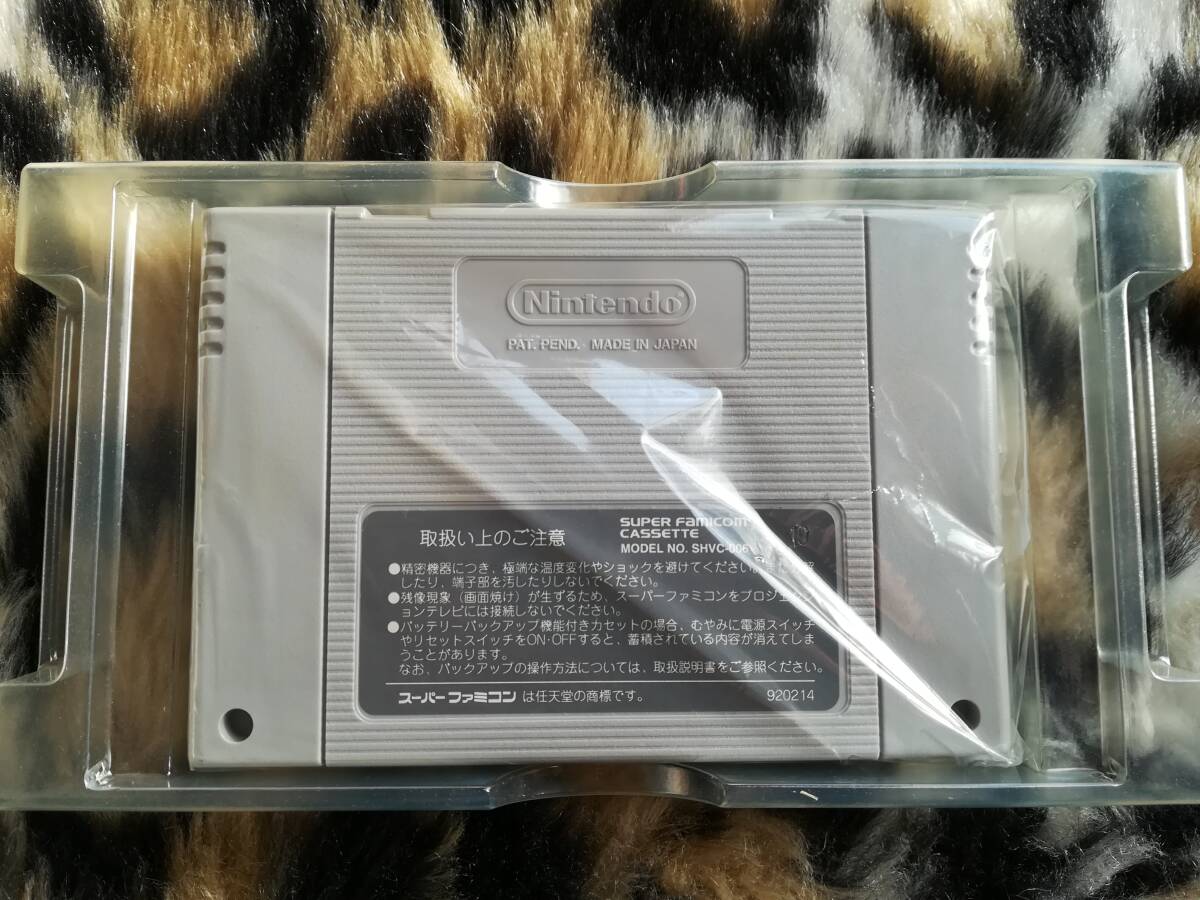 Nintendo®
PAT. PEND. · MADE IN JAPAN
取扱い上のご注意
SUPER FAMICOM
CASSETTE
MODEL NO. SHVC-006
10
●精密機器につき、極端な温度変化やショックを避けてください
したり、端子部を汚したりしないでください。
●残像現象(画面焼け)が生ずるため、スーパーファミコンをプロジェクシ
ョンテレビには接続しないでください。
●バッテリーバックアップ機能付きカセットの場合、むやみに電源スイッチ
やリセットスイッチをON·OFFすると、蓄積されている内容が消えてしま
うことがあります。
なお、バックアップの操作方法については、取扱説明書をご参照ください。
スーパーファミコン は任天堂の商標です。
920214